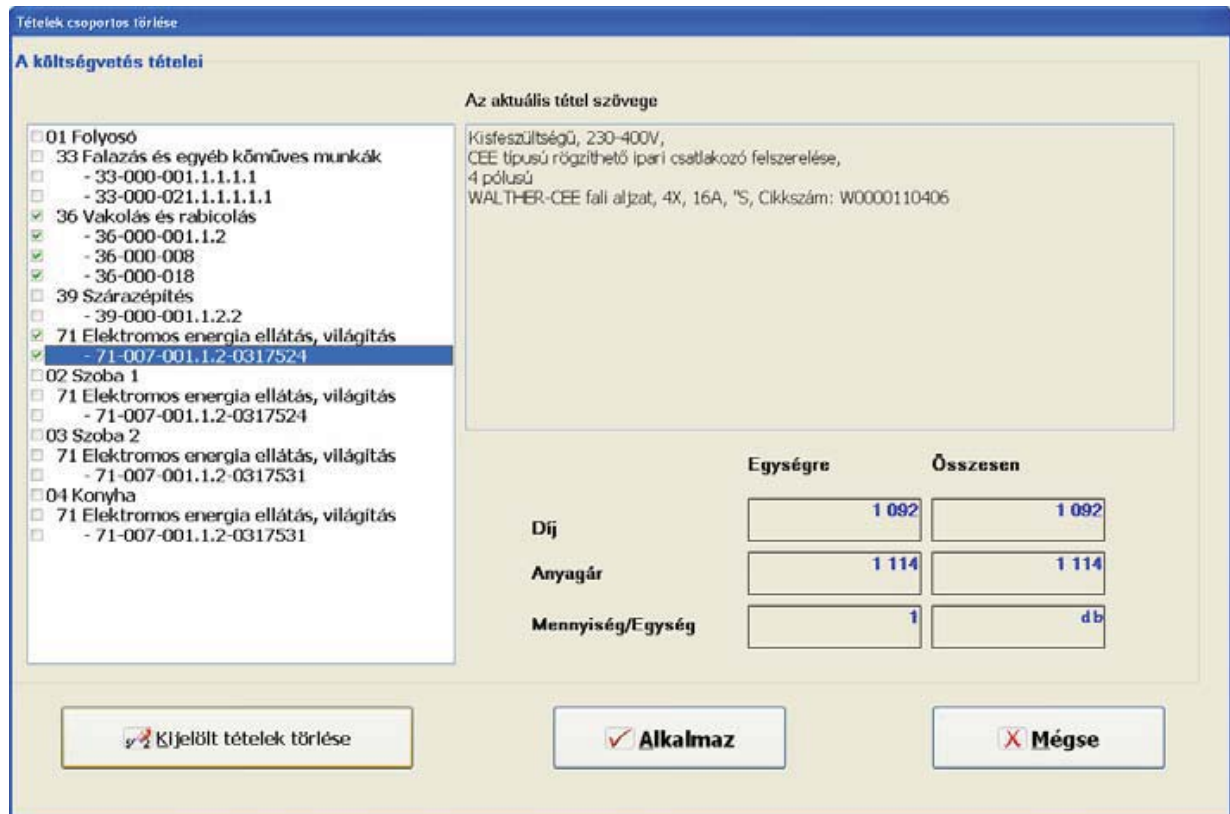 Tételek csoportos törlése
A költségvetés tételei
Az aktuális tétel szövege
01 Folyosó
33 Falazás és egyéb kőműves munkák
- 33-000-001.1.1.1.1
- 33-000-021.1.1.1.1.1
36 Vakolás és rabicolás
- 36-000-001.1.2
- 36-000-008
- 36-000-018
39 Szárazépítés
- 39-000-001.1.2.2
71 Elektromos energia ellátás, világítás
- 71-007-001.1.2-0317524
02 Szoba 1
71 Elektromos energia ellátás, világítás
- 71-007-001.1.2-0317524
03 Szoba 2
71 Elektromos energia ellátás, világítás
- 71-007-001.1.2-0317531
04 Konyha
71 Elektromos energia ellátás, világítás
- 71-007-001.1.2-0317531
Kisfeszültségű, 230-400V,
CEE típusú rögzíthető ipari csatlakozó felszerelése,
4 pólusú
WALTHER-CEE fali aljzat, 4X, 16A, "S, Cikkszám: W0000110406
Egységre Összesen
Díj 1 092 1 092
Anyagár 1 114 1 114
Mennyiség/Egység 1 db
Kijelölt tételek törlése
Alkalmaz
Mégse